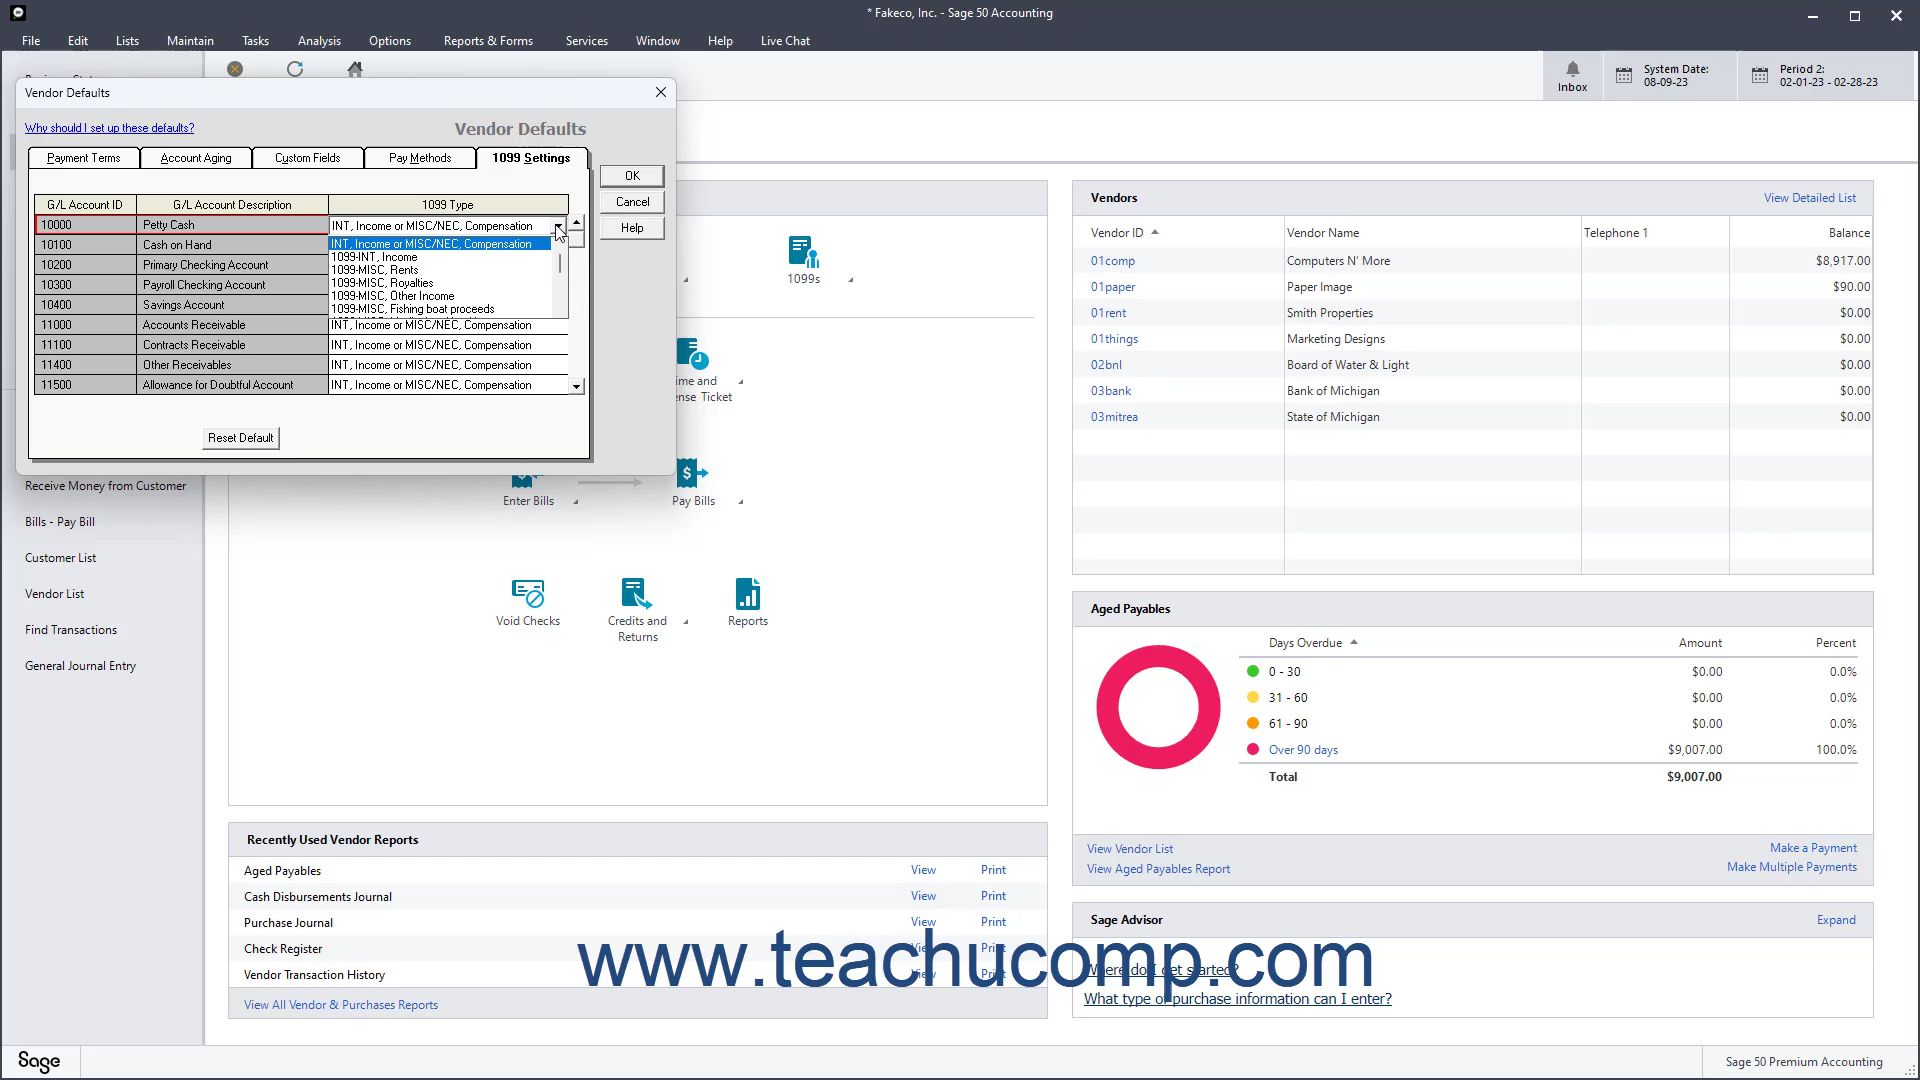 * Fakeco, Inc. - Sage 50 Accounting
File Edit Lists Maintain Tasks Analysis Options Reports & Forms Services Window Help Live Chat
Inbox
System Date:
08-09-23
Period 2:
02-01-23 - 02-28-23
Vendor Defaults
Why should I set up these defaults?
Vendor Defaults
Payment Terms Account Aging Custom Fields Pay Methods 1099 Settings
OK
Cancel
Help
G/L Account ID G/L Account Description 1099 Type
10000 Petty Cash INT, Income or MISC/NEC, Compensation
10100 Cash on Hand
10200 Primary Checking Account
10300 Payroll Checking Account
10400 Savings Account
INT, Income or MISC/NEC, Compensation
1099-INT, Income
1099-MISC, Rents
1099-MISC, Royalties
1099-MISC, Other Income
1099-MISC, Fishing boat proceeds
11000 Accounts Receivable INT, Income or MISC/NEC, Compensation
11100 Contracts Receivable INT, Income or MISC/NEC, Compensation
11400 Other Receivables INT, Income or MISC/NEC, Compensation
11500 Allowance for Doubtful Account INT, Income or MISC/NEC, Compensation
Reset Default
Receive Money from Customer
Bills - Pay Bill
Customer List
Vendor List
Find Transactions
General Journal Entry
1099s
ime and
ense Ticket
Enter Bills
Pay Bills
Void Checks
Credits and
Returns
Reports
Recently Used Vendor Reports
Aged Payables View Print
Cash Disbursements Journal View Print
Purchase Journal View Print
Check Register
Vendor Transaction History
View All Vendor & Purchases Reports
Vendors View Detailed List
Vendor ID Vendor Name Telephone 1 Balance
01comp Computers N' More $8,917.00
01paper Paper Image $90.00
01rent Smith Properties $0.00
01things Marketing Designs $0.00
02bnl Board of Water & Light $0.00
03bank Bank of Michigan $0.00
03mitrea State of Michigan $0.00
Aged Payables
Days Overdue Amount Percent
0 - 30 $0.00 0.0%
31 - 60 $0.00 0.0%
61 - 90 $0.00 0.0%
Over 90 days $9,007.00 100.0%
Total $9,007.00
View Vendor List
View Aged Payables Report
Make a Payment
Make Multiple Payments
Sage Advisor Expand
Where do I get started?
What type of purchase information can I enter?
www.teachucomp.com
Sage
Sage 50 Premium Accounting